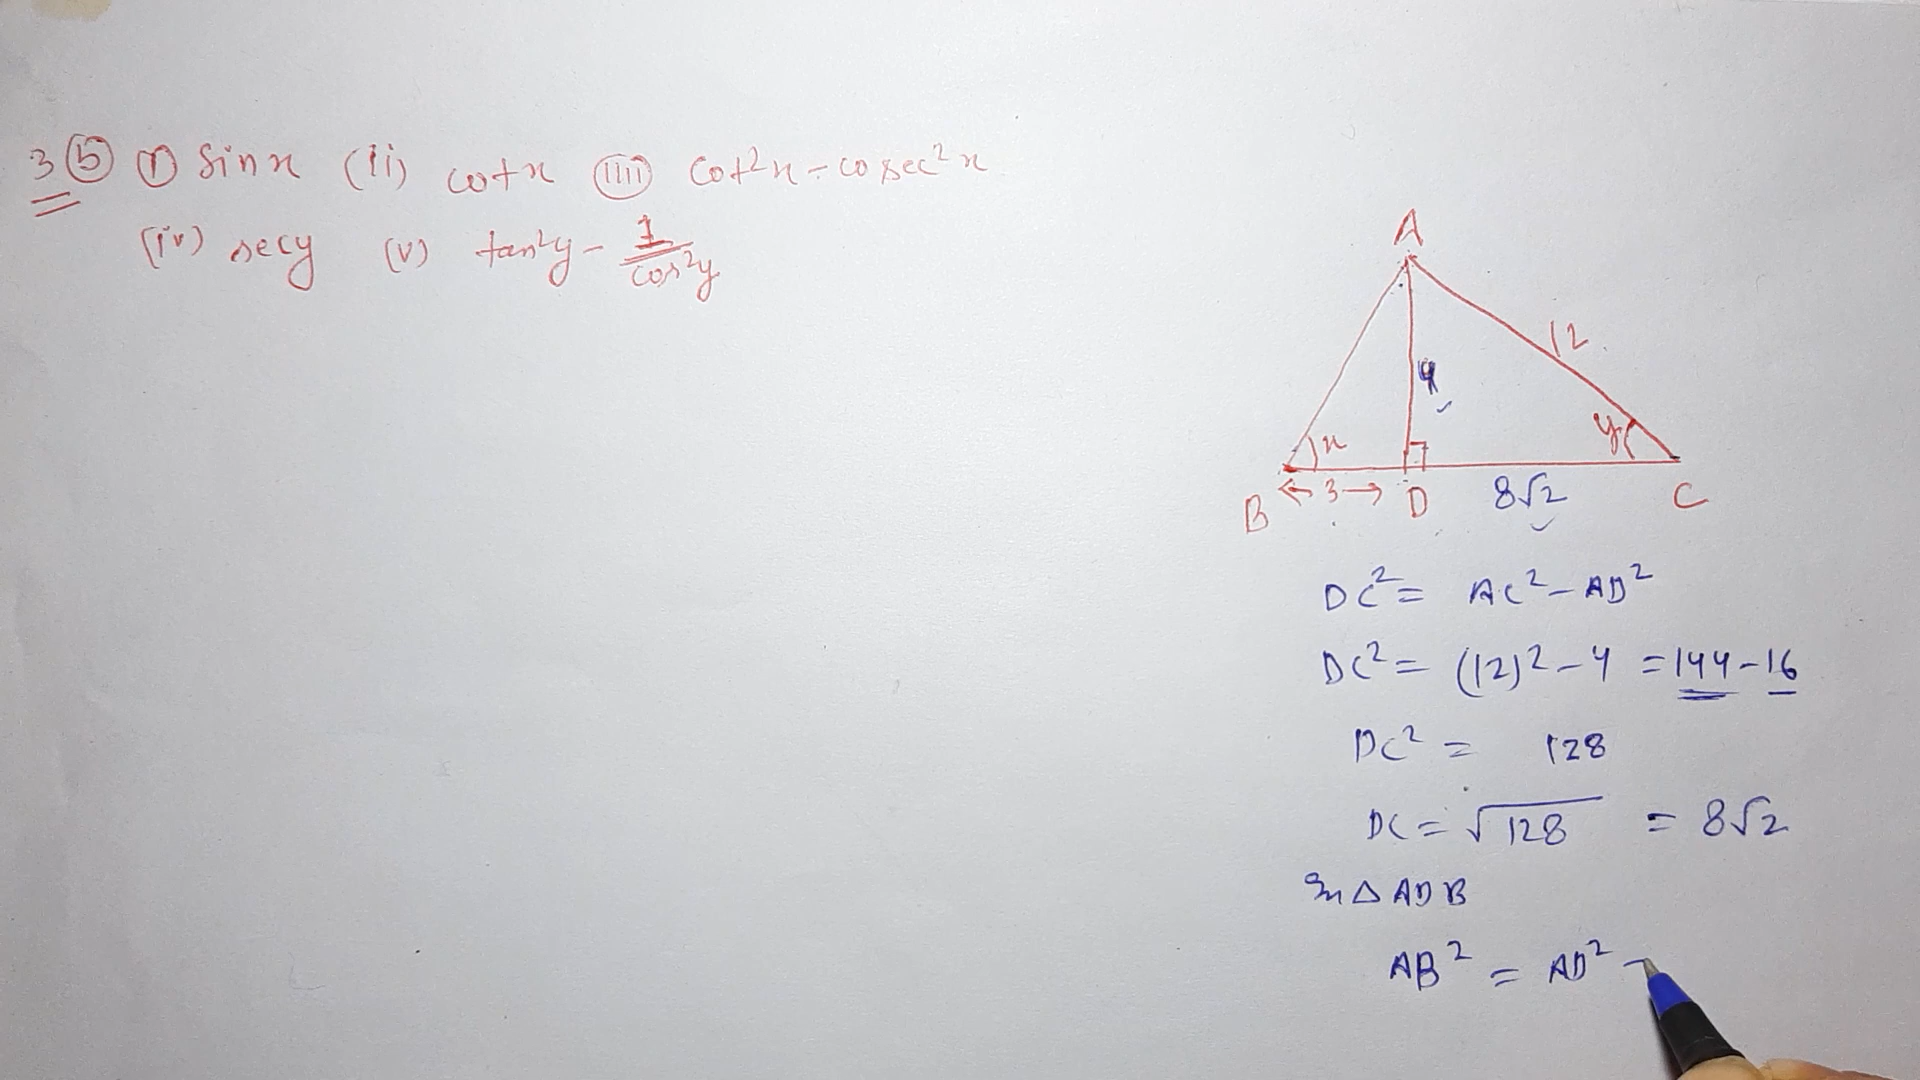 3 (b) (i) sin x (ii) cot x (iii) cot²x - cosec²x
(iv) sec y (v) tan²y - 1/cos²y
A
12
4
x
y
B
3
D
8√2
C
DC² = AC² - AD²
DC² = (12)² - 4 = 144 - 16
DC² = 128
DC = √128 = 8√2
In △ ADB
AB² = AD² -